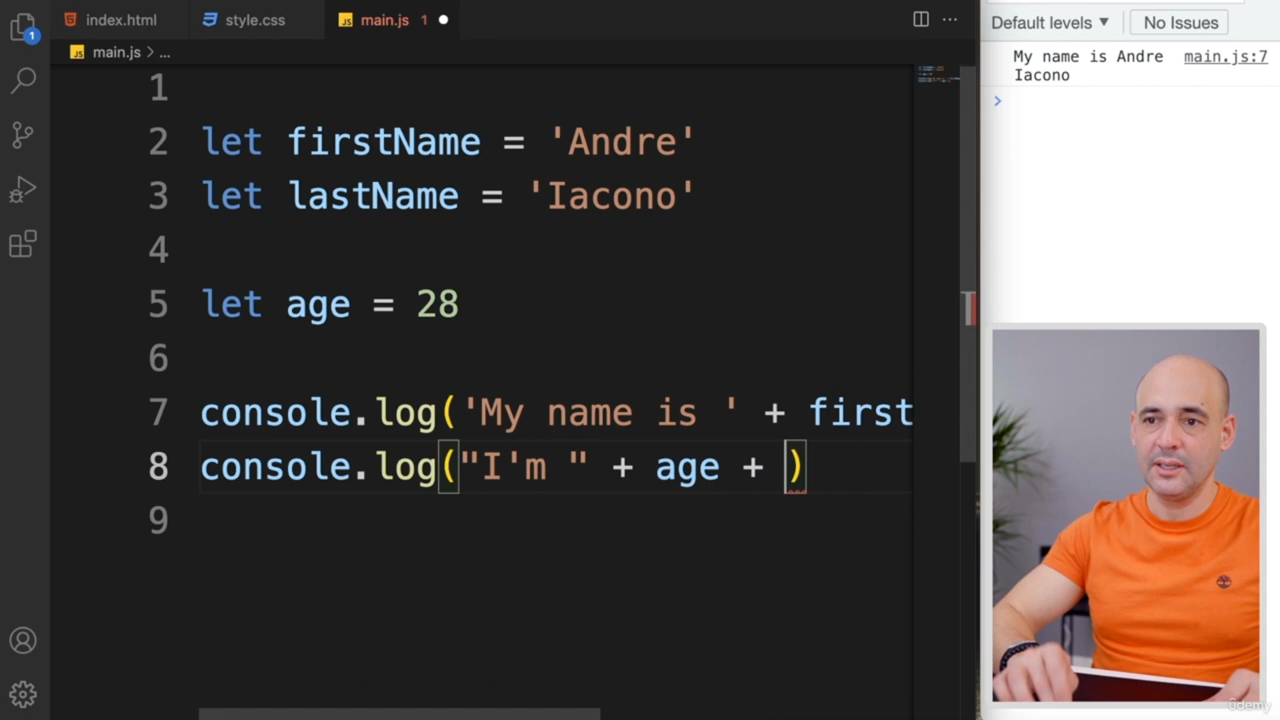 index.html
style.css
main.js 1
main.js > ...
1
2 let firstName = 'Andre'
3 let lastName = 'Iacono'
4
5 let age = 28
6
7 console.log('My name is ' + first
8 console.log("I'm " + age + )
9
1
Default levels ▼ No Issues
My name is Andre main.js:7
Iacono
>
ûdemy